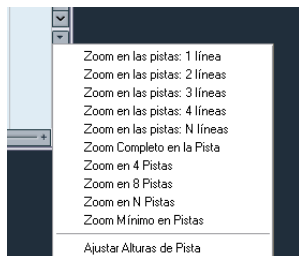 Zoom en las pistas: 1 línea
Zoom en las pistas: 2 líneas
Zoom en las pistas: 3 líneas
Zoom en las pistas: 4 líneas
Zoom en las pistas: N líneas
Zoom Completo en la Pista
Zoom en 4 Pistas
Zoom en 8 Pistas
Zoom en N Pistas
Zoom Mínimo en Pistas
Ajustar Alturas de Pista